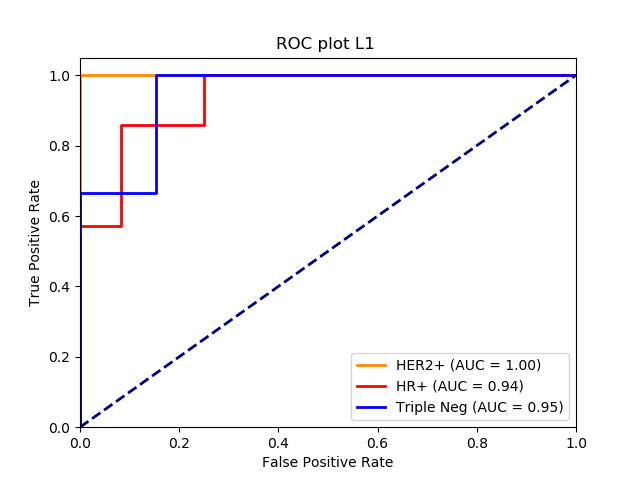 ROC plot L1
True Positive Rate
1.0
0.8
0.6
0.4
0.2
0.0
HER2+ (AUC = 1.00)
HR+ (AUC = 0.94)
Triple Neg (AUC = 0.95)
0.0 0.2 0.4 0.6 0.8 1.0
False Positive Rate